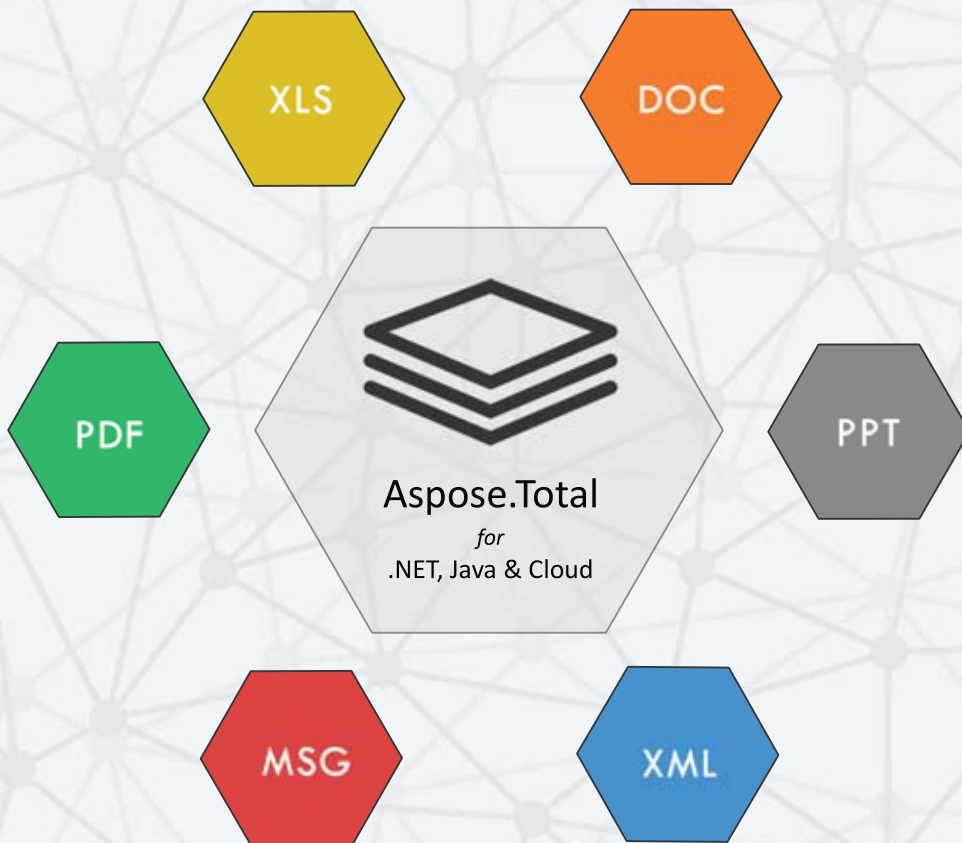 XLS
DOC
PDF
Aspose.Total
for
.NET, Java & Cloud
PPT
MSG
XML